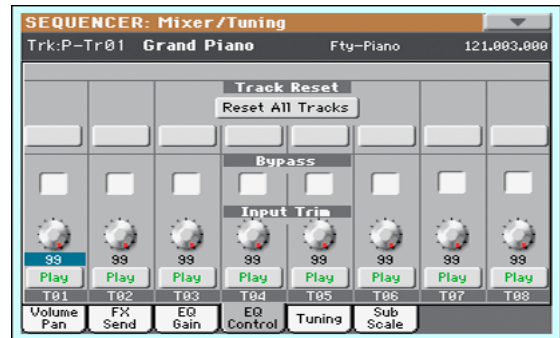 SEQUENCER: Mixer/Tuning
Trk:P-Tr01 Grand Piano Fty-Piano 121.003.003
Track Reset
Reset All Tracks
Bypass
Input Trim
99 99 99 99 99 99 99 99
Play Play Play Play Play Play Play Play
T01 T02 T03 T04 T05 T06 T07 T08
Volume Pan FX Send EQ Gain EQ Control Tuning Sub Scale